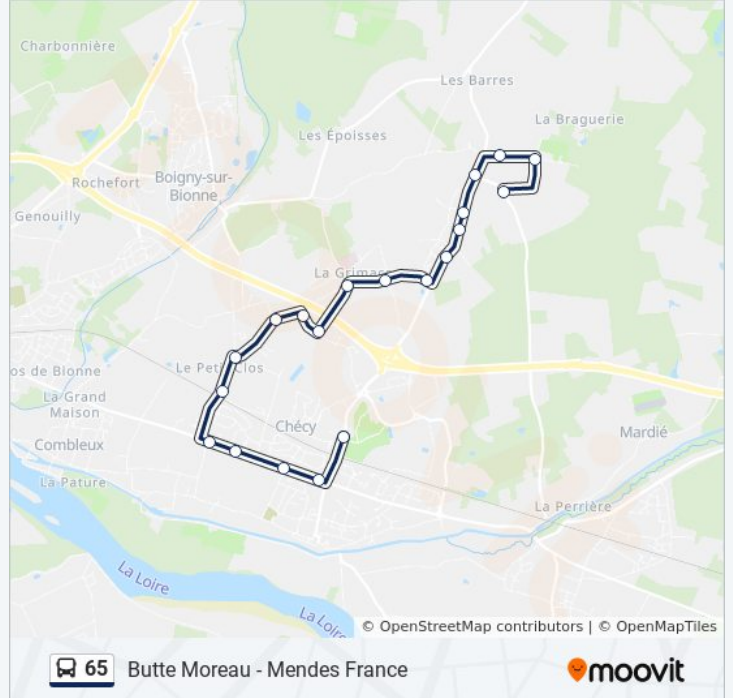 Charbonnière
Les Barres
La Braguerie
Les Époisses
Rochefort
Boigny-sur-
Bionne
Genouilly
La Grimas
os de Bionne
Le Petit Clos
La Grand
Maison
Chécy
Combleux
Mardié
La Pature
La Perrière
La Loire
La Loire
© OpenStreetMap contributors | © OpenMapTiles
65 Butte Moreau - Mendes France
moovit